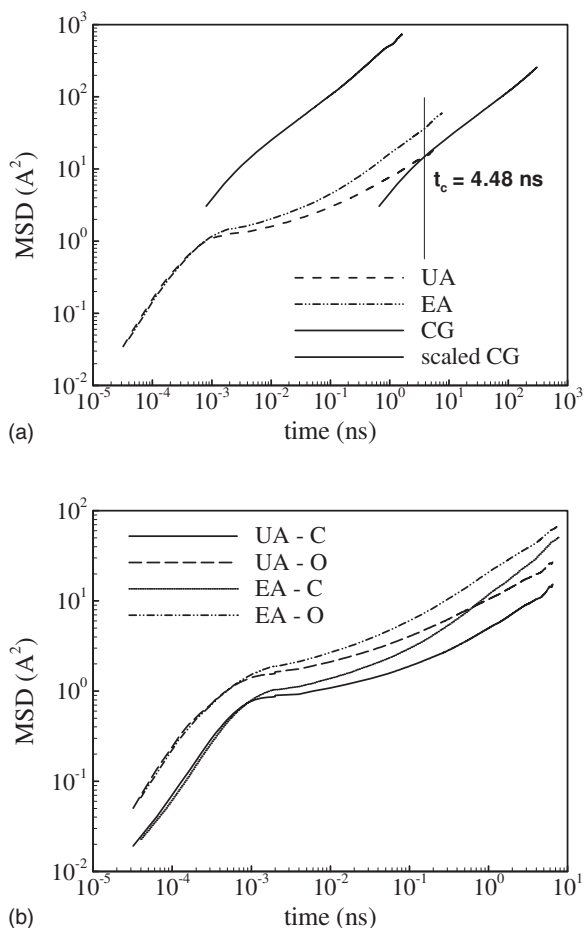 10³
10²
10¹
10⁰
10⁻¹
10⁻²
MSD (A²)
t_c = 4.48 ns
UA
EA
CG
scaled CG
10⁻⁵ 10⁻⁴ 10⁻³ 10⁻² 10⁻¹ 10⁰ 10¹ 10² 10³
(a) time (ns)
10²
10¹
10⁰
10⁻¹
10⁻²
MSD (A²)
UA - C
UA - O
EA - C
EA - O
10⁻⁵ 10⁻⁴ 10⁻³ 10⁻² 10⁻¹ 10⁰ 10¹
(b) time (ns)